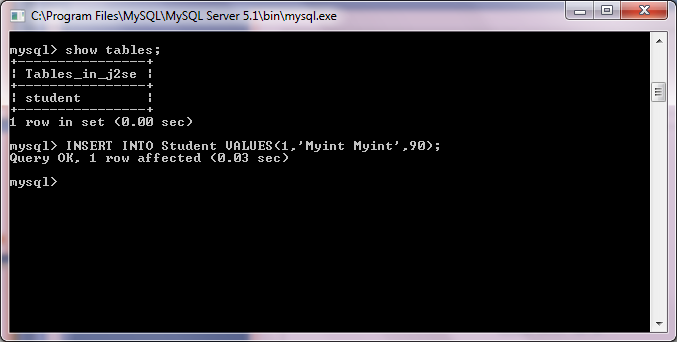 C:\Program Files\MySQL\MySQL Server 5.1\bin\mysql.exe
mysql> show tables;
+----------------+
¦ Tables_in_j2se ¦
+----------------+
¦ student        ¦
+----------------+
1 row in set (0.00 sec)
mysql> INSERT INTO Student VALUES(1,'Myint Myint',90);
Query OK, 1 row affected (0.03 sec)
mysql>